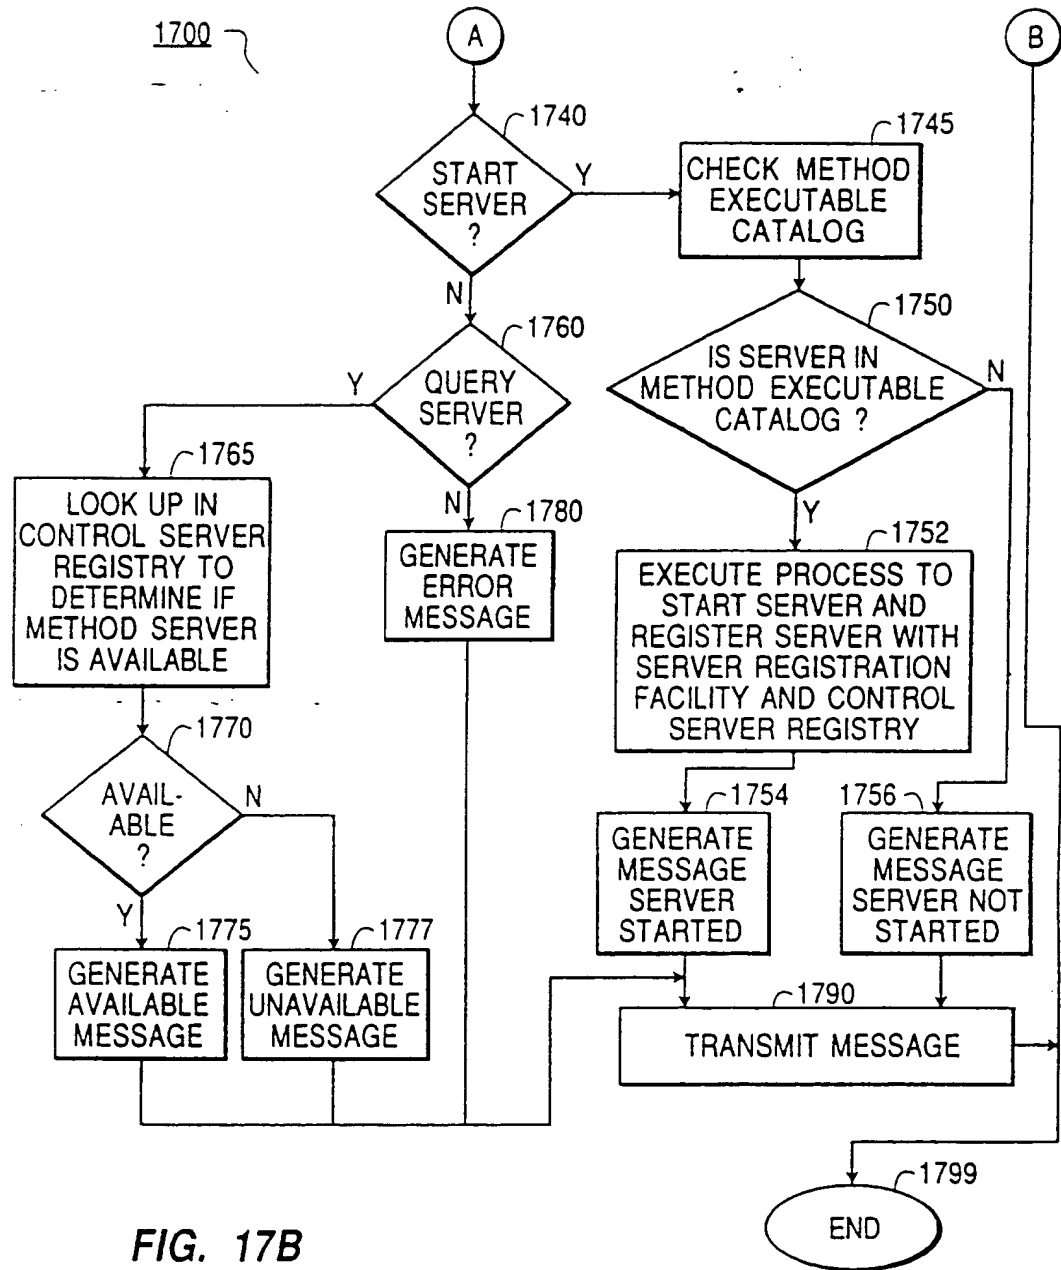 1700
A
B
1740
START
SERVER
?
Y
N
1745
CHECK METHOD
EXECUTABLE
CATALOG
1750
IS SERVER IN
METHOD EXECUTABLE
CATALOG ?
N
Y
1760
QUERY
SERVER
?
Y
N
1765
LOOK UP IN
CONTROL SERVER
REGISTRY TO
DETERMINE IF
METHOD SERVER
IS AVAILABLE
1780
GENERATE
ERROR
MESSAGE
1752
EXECUTE PROCESS TO
START SERVER AND
REGISTER SERVER WITH
SERVER REGISTRATION
FACILITY AND CONTROL
SERVER REGISTRY
1770
AVAIL-
ABLE
?
N
Y
1754
GENERATE
MESSAGE
SERVER
STARTED
1756
GENERATE
MESSAGE
SERVER NOT
STARTED
1775
GENERATE
AVAILABLE
MESSAGE
1777
GENERATE
UNAVAILABLE
MESSAGE
1790
TRANSMIT MESSAGE
1799
END
FIG. 17B